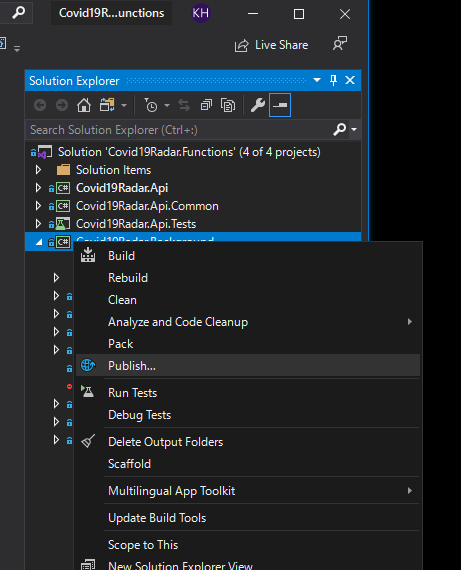 Covid19R...unctions
KH
Live Share
Solution Explorer
Search Solution Explorer (Ctrl+:)
Solution 'Covid19Radar.Functions' (4 of 4 projects)
Solution Items
C# Covid19Radar.Api
C# Covid19Radar.Api.Common
Covid19Radar.Api.Tests
C# Covid19Radar.Background
Build
Rebuild
Clean
Analyze and Code Cleanup
Pack
Publish...
Run Tests
Debug Tests
Delete Output Folders
Scaffold
Multilingual App Toolkit
Update Build Tools
Scope to This
New Solution Explorer View